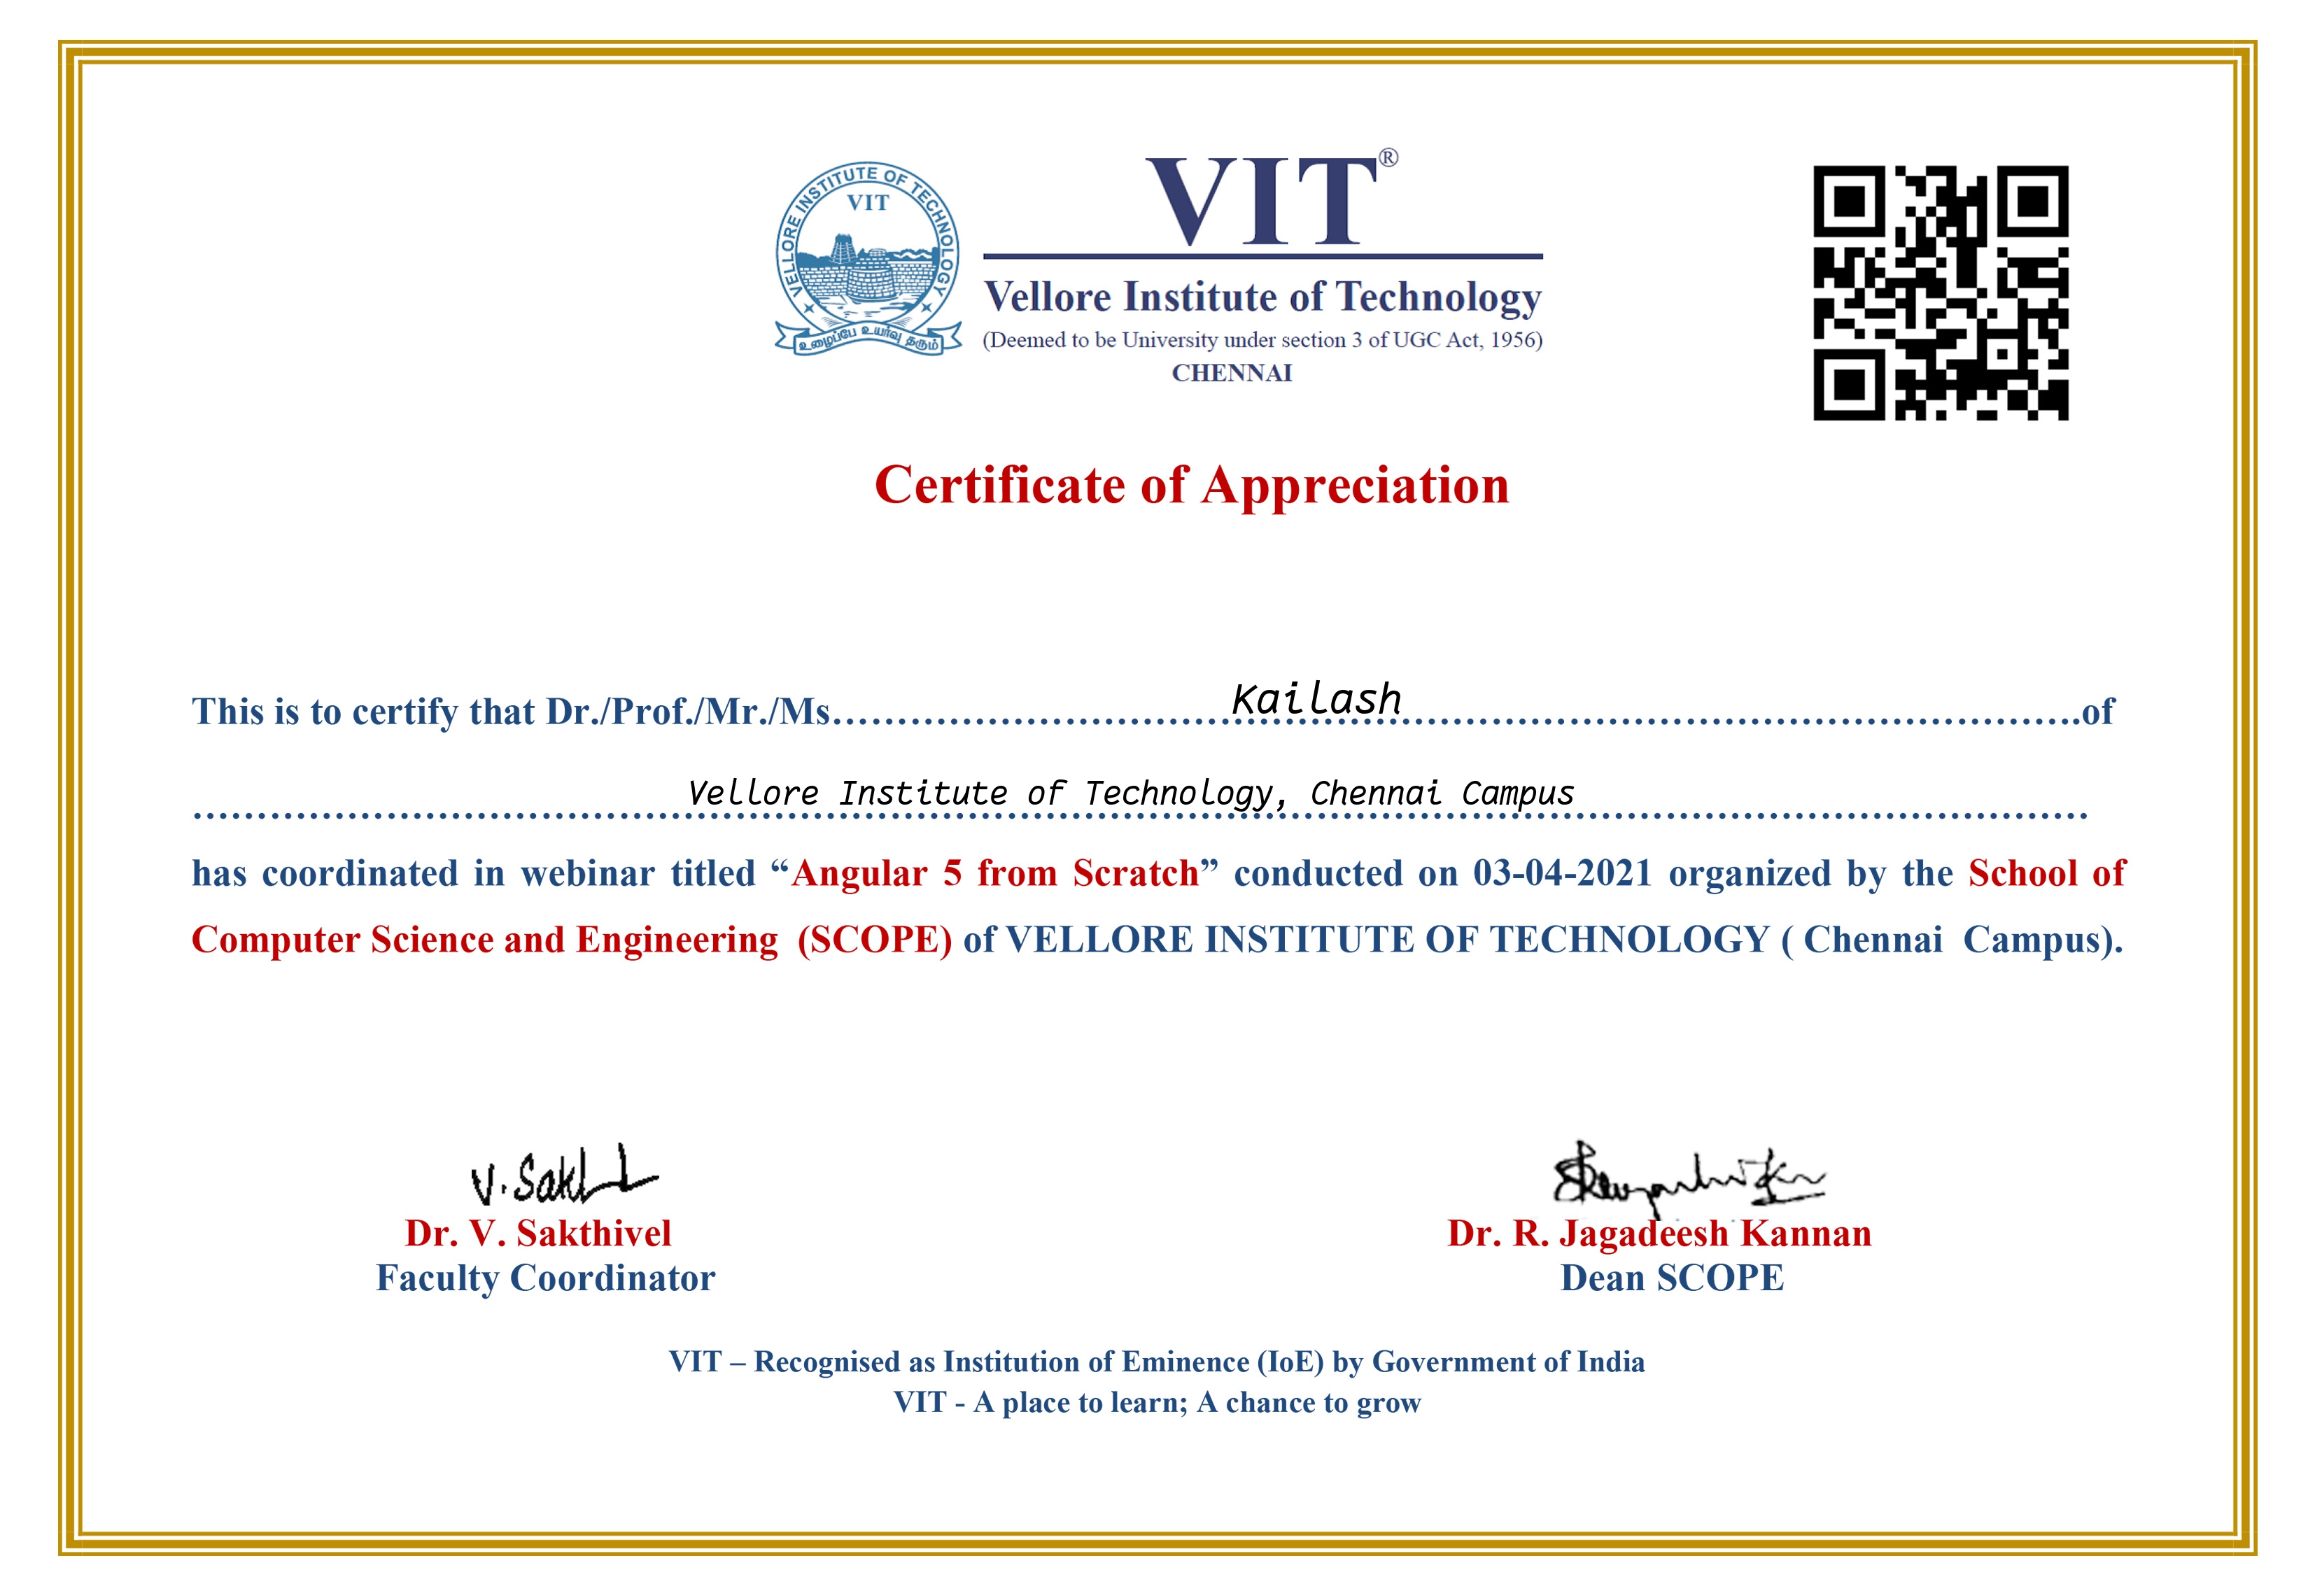 VELLORE INSTITUTE OF TECHNOLOGY
VIT
உழைப்பே உயர்வு தரும்
VIT®
Vellore Institute of Technology
(Deemed to be University under section 3 of UGC Act, 1956)
CHENNAI
Certificate of Appreciation
This is to certify that Dr./Prof./Mr./Ms.......Kailash.......of
Vellore Institute of Technology, Chennai Campus
has coordinated in webinar titled “Angular 5 from Scratch” conducted on 03-04-2021 organized by the School of
Computer Science and Engineering (SCOPE) of VELLORE INSTITUTE OF TECHNOLOGY ( Chennai Campus).
Dr. V. Sakthivel
Faculty Coordinator
Dr. R. Jagadeesh Kannan
Dean SCOPE
VIT – Recognised as Institution of Eminence (IoE) by Government of India
VIT - A place to learn; A chance to grow